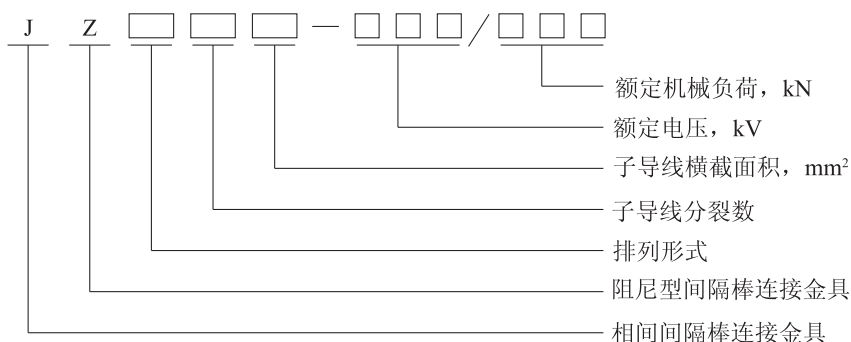 J Z □ □ □ — □ □ □ / □ □ □
额定机械负荷，kN
额定电压，kV
子导线横截面积，mm²
子导线分裂数
排列形式
阻尼型间隔棒连接金具
相间间隔棒连接金具